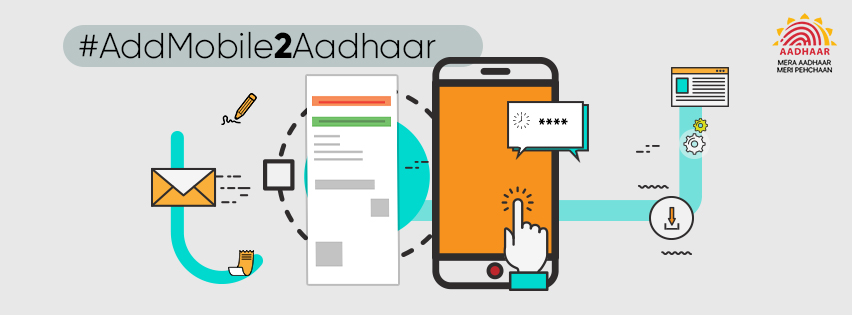 #AddMobile2Aadhaar
AADHAAR
MERA AADHAAR
MERI PEHCHAAN
****